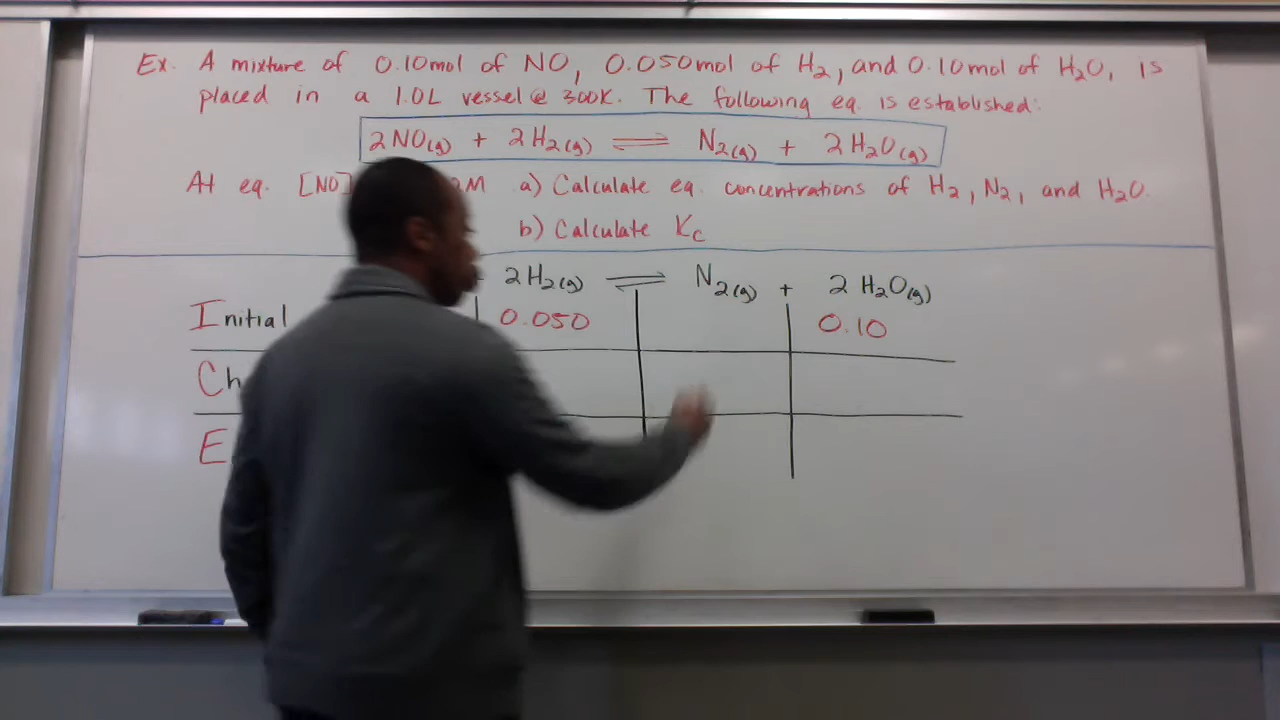 Ex. A mixture of 0.10mol of NO, 0.050mol of H₂, and 0.10mol of H₂O, is
placed in a 1.0L vessel @ 300K. The following eq. is established:
2NO(g) + 2H₂(g) ⇌ N₂(g) + 2H₂O(g)
At eq. [NO] 2M a) Calculate eq. concentrations of H₂, N₂, and H₂O.
b) Calculate Kc
2H₂(g) ⇌ N₂(g) + 2H₂O(g)
Initial 0.050 0.10
Ch
E